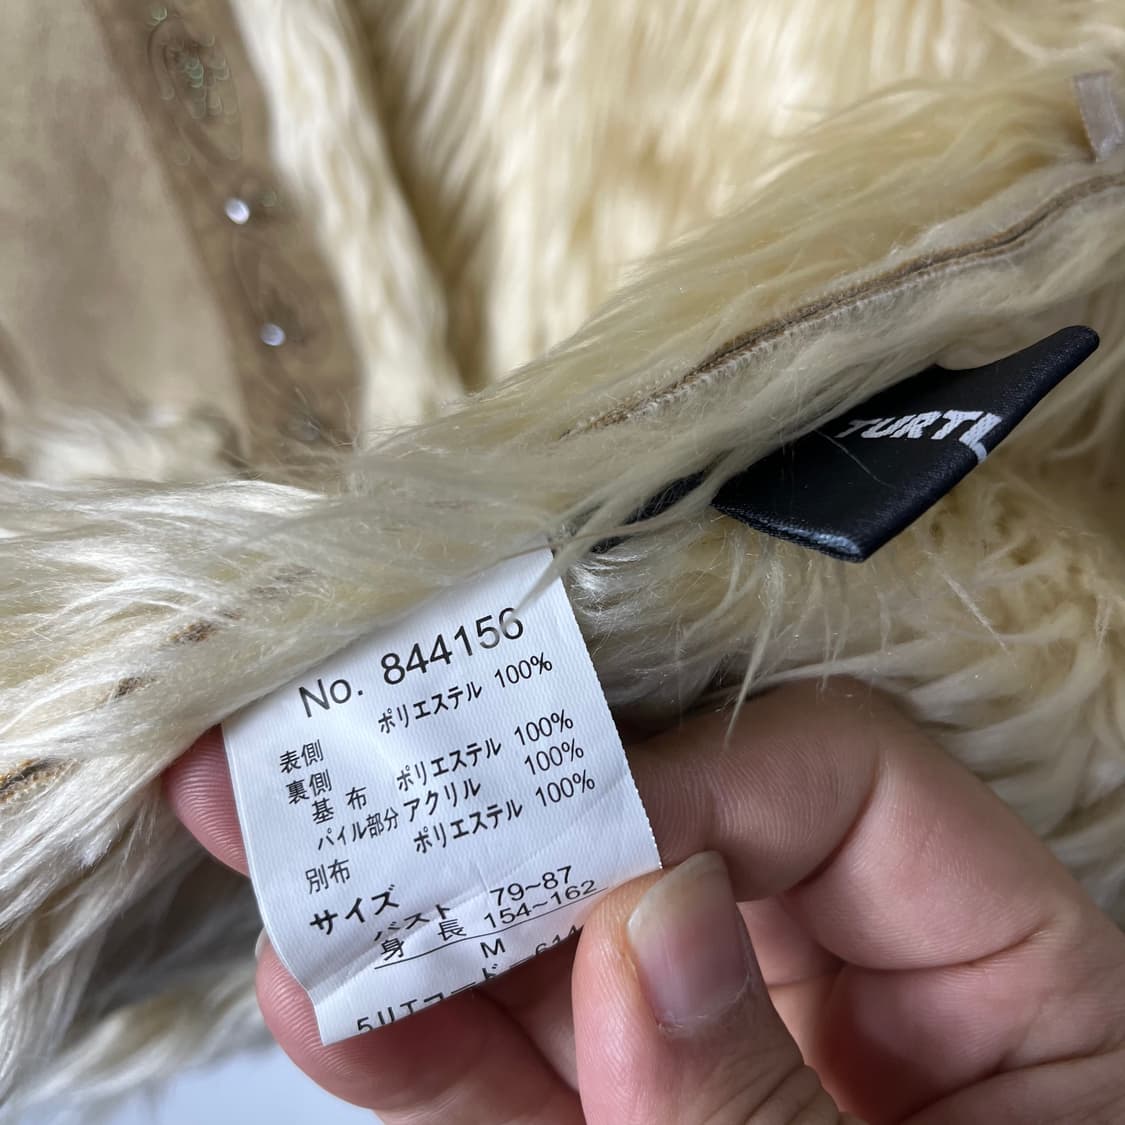 TURTL
No. 844156
表側 ポリエステル 100%
裏側
基 布 ポリエステル 100%
パイル部分 アクリル 100%
別布 ポリエステル 100%
サイズ
バスト 79~87
身 長 154~162
M